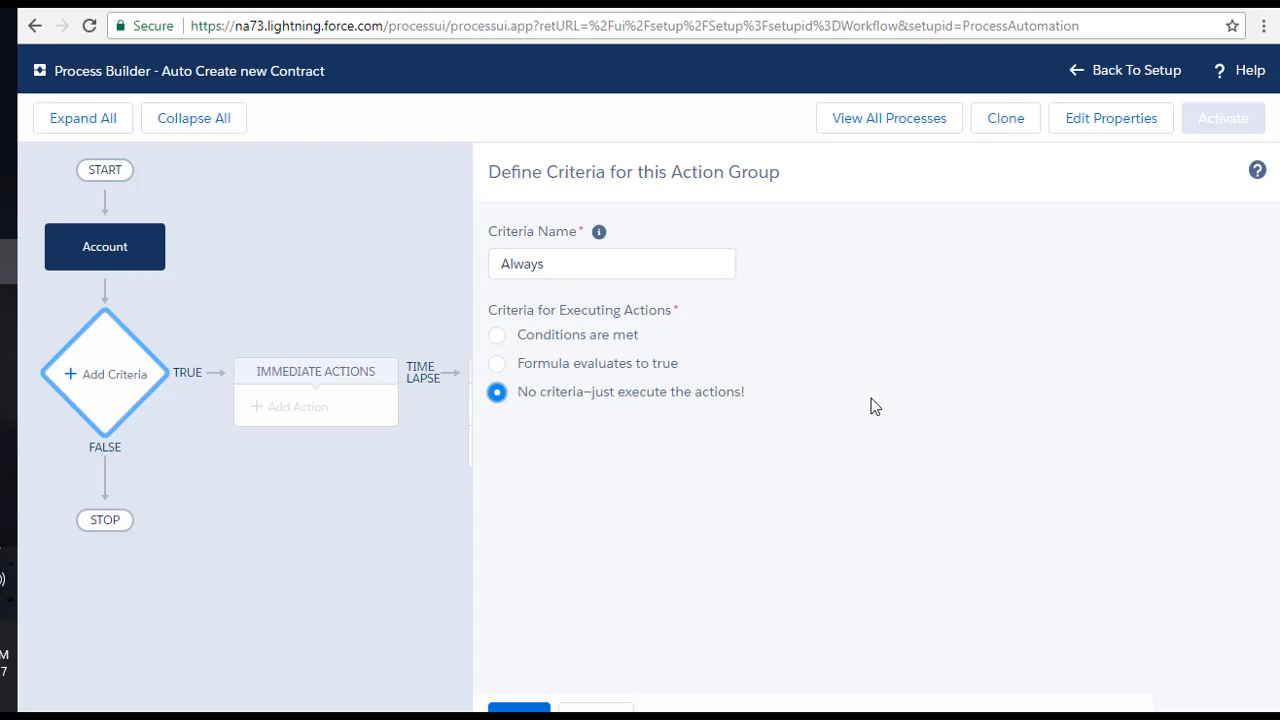 Secure
https://na73.lightning.force.com/processui/processui.app?retURL=%2Fui%2Fsetup%2FSetup%3Fsetupid%3DWorkflow&setupid=ProcessAutomation
Process Builder - Auto Create new Contract
Back To Setup
? Help
Expand All
Collapse All
View All Processes
Clone
Edit Properties
Activate
START
Account
+ Add Criteria
TRUE
IMMEDIATE ACTIONS
+ Add Action
TIME
LAPSE
FALSE
STOP
Define Criteria for this Action Group
?
Criteria Name* i
Always
Criteria for Executing Actions*
Conditions are met
Formula evaluates to true
No criteria—just execute the actions!
M
7